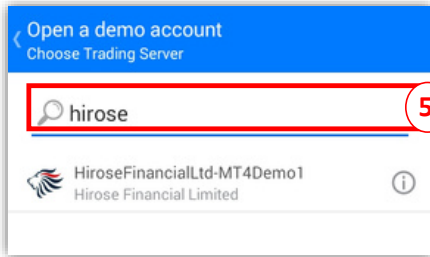 Open a demo account
Choose Trading Server
hirose
5
HiroseFinancialLtd-MT4Demo1
Hirose Financial Limited